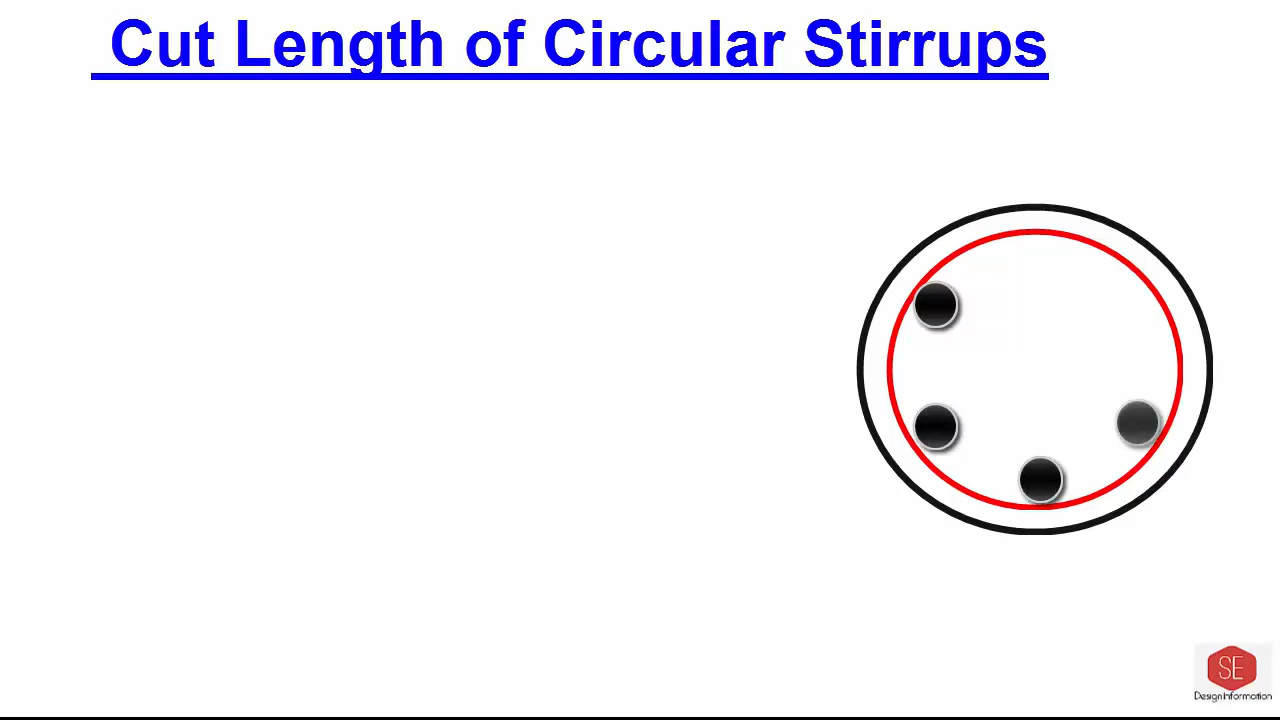 Cut Length of Circular Stirrups
SE
Design Information